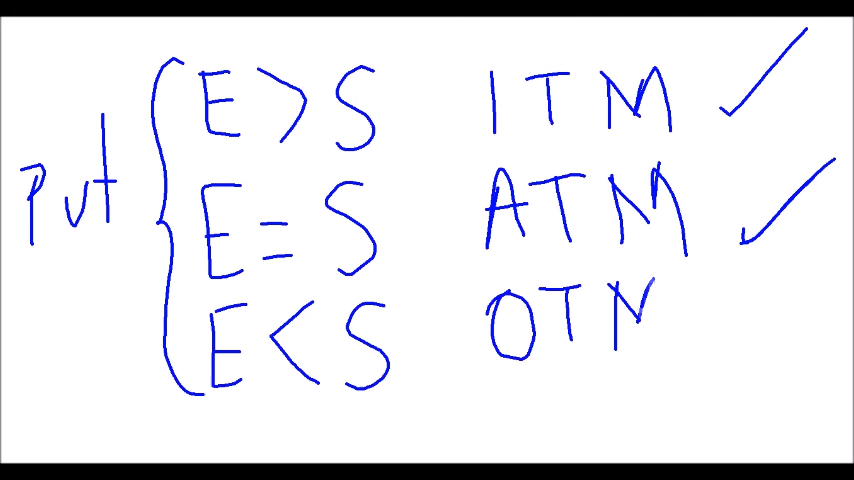 Put
E > S ITM ✓
E = S ATM ✓
E < S OTM